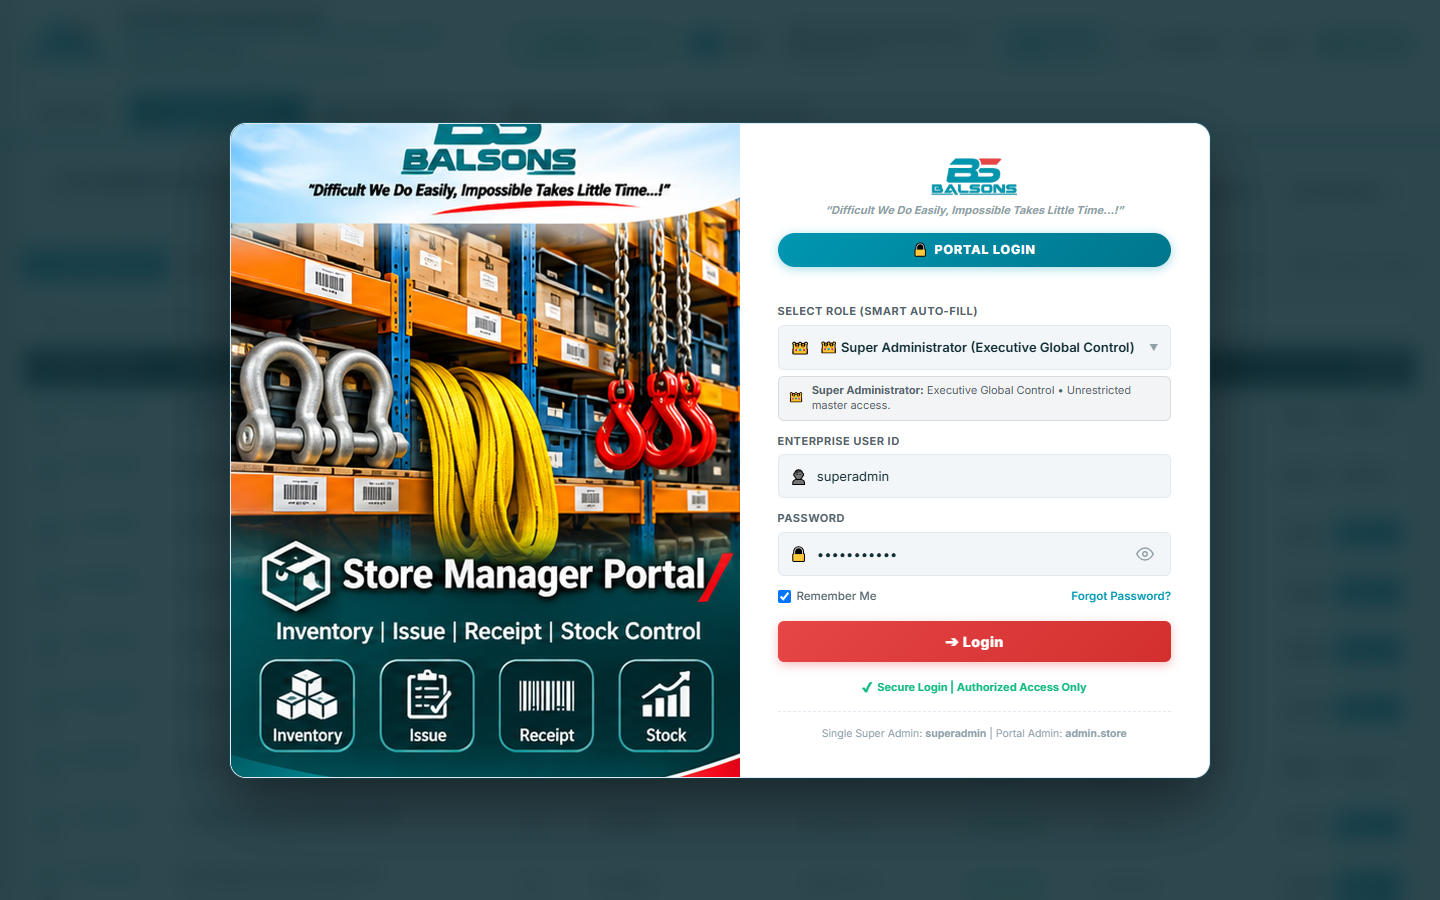 BALSONS
"Difficult We Do Easily, Impossible Takes Little Time...!"
Store Manager Portal
Inventory | Issue | Receipt | Stock Control
Inventory
Issue
Receipt
Stock
BALSONS
"Difficult We Do Easily, Impossible Takes Little Time...!"
PORTAL LOGIN
SELECT ROLE (SMART AUTO-FILL)
Super Administrator (Executive Global Control)
Super Administrator: Executive Global Control • Unrestricted
master access.
ENTERPRISE USER ID
superadmin
PASSWORD
•••••••••••
Remember Me
Forgot Password?
➔ Login
✓ Secure Login | Authorized Access Only
Single Super Admin: superadmin | Portal Admin: admin.store